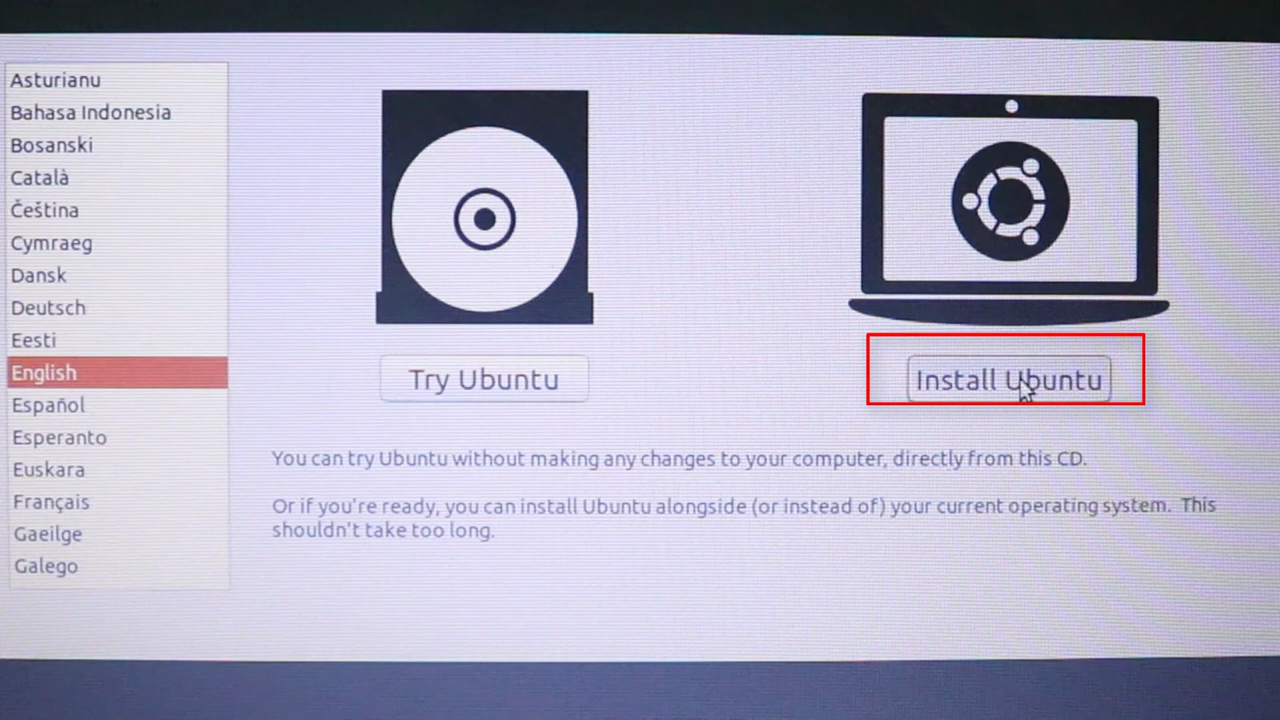 Asturianu
Bahasa Indonesia
Bosanski
Català
Čeština
Cymraeg
Dansk
Deutsch
Eesti
English
Español
Esperanto
Euskara
Français
Gaeilge
Galego
Try Ubuntu
Install Ubuntu
You can try Ubuntu without making any changes to your computer, directly from this CD.
Or if you're ready, you can install Ubuntu alongside (or instead of) your current operating system. This
shouldn't take too long.